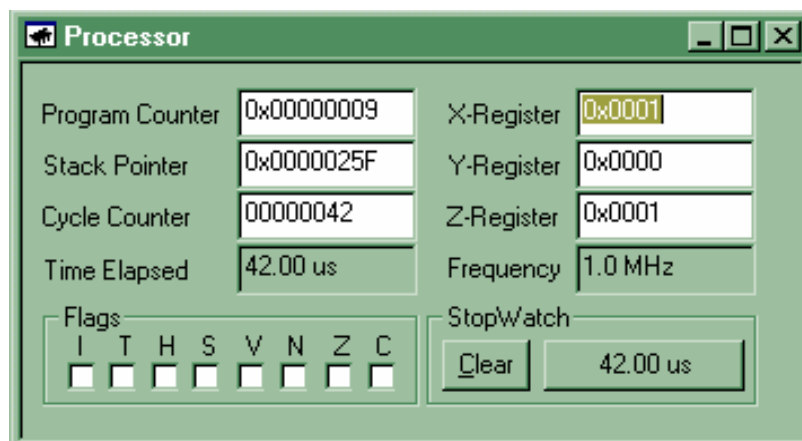 Processor
Program Counter 0x00000009 X-Register 0x0001
Stack Pointer 0x0000025F Y-Register 0x0000
Cycle Counter 00000042 Z-Register 0x0001
Time Elapsed 42.00 us Frequency 1.0 MHz
Flags StopWatch
I T H S V N Z C
Clear 42.00 us